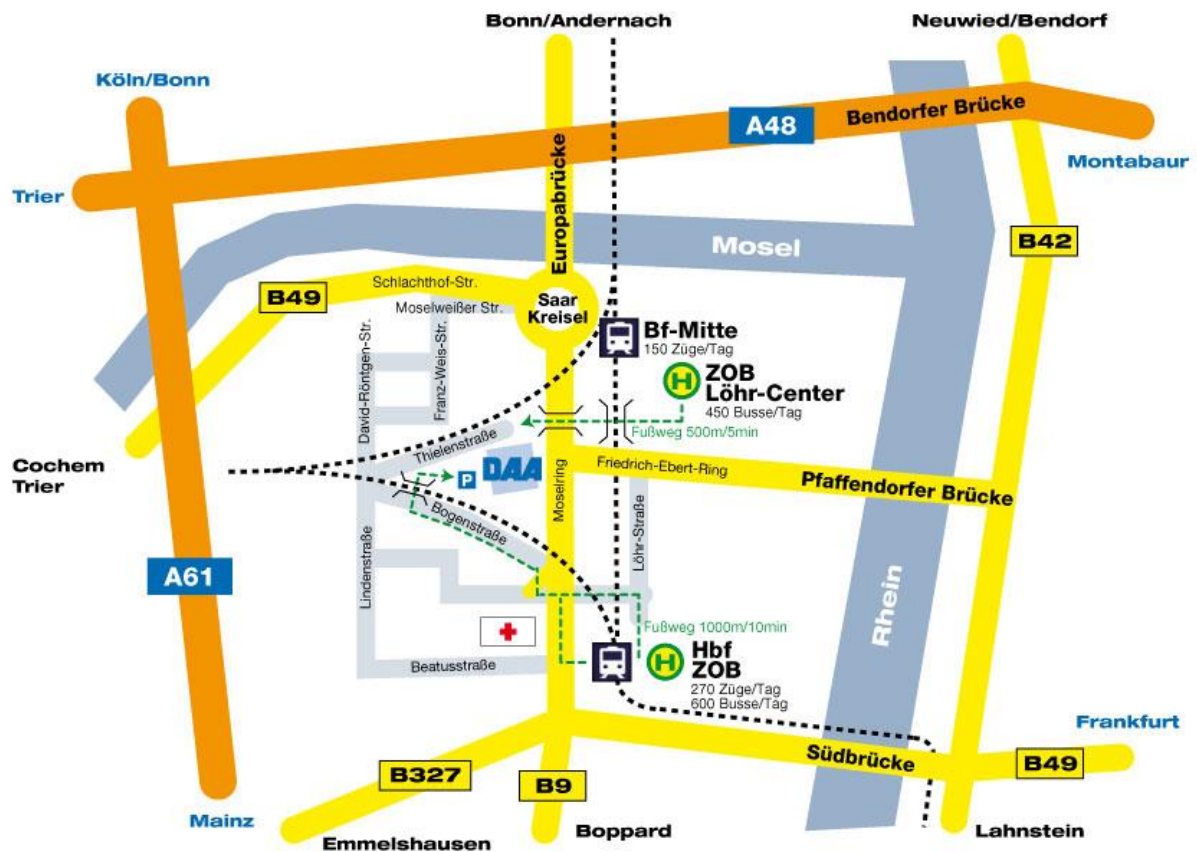 Bonn/Andernach
Neuwied/Bendorf
Köln/Bonn
A48
Bendorfer Brücke
Montabaur
Trier
Europabrücke
Mosel
B42
B49
Schlachthof-Str.
Moselweißer Str.
Saar
Kreisel
Bf-Mitte
150 Züge/Tag
David-Röntgen-Str.
Franz-Weis-Str.
H
ZOB
Löhr-Center
450 Busse/Tag
Fußweg 500m/5min
Thielenstraße
Cochem
Trier
P
DAA
Moselring
Friedrich-Ebert-Ring
Pfaffendorfer Brücke
Bogenstraße
Löhr-Straße
A61
Lindenstraße
Rhein
Fußweg 1000m/10min
Beatusstraße
H
Hbf
ZOB
270 Züge/Tag
600 Busse/Tag
Frankfurt
Südbrücke
B49
B327
B9
Mainz
Emmelshausen
Boppard
Lahnstein